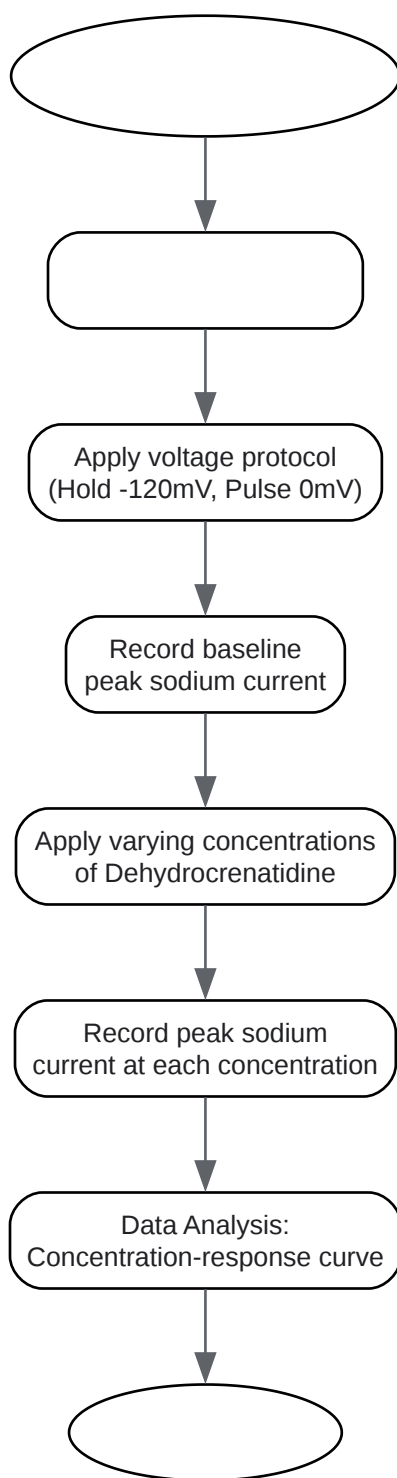 Apply voltage protocol
(Hold -120mV, Pulse 0mV)
Record baseline
peak sodium current
Apply varying concentrations
of Dehydrocrenatidine
Record peak sodium
current at each concentration
Data Analysis:
Concentration-response curve